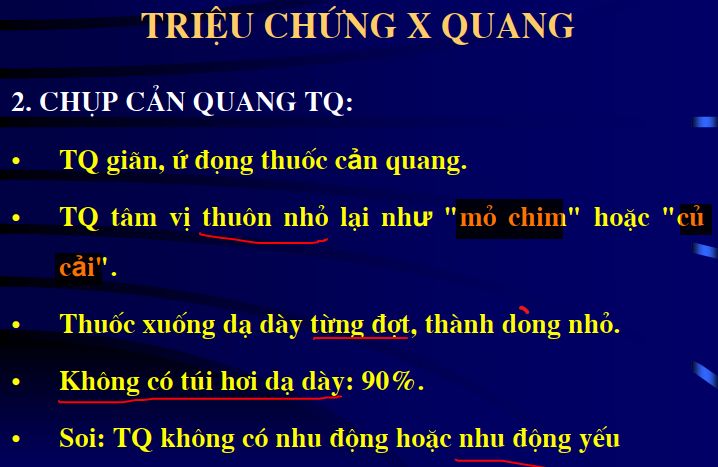 TRIỆU CHỨNG X QUANG
2. CHỤP CẢN QUANG TQ:
• TQ giãn, ứ đọng thuốc cản quang.
• TQ tâm vị thuôn nhỏ lại như "mỏ chim" hoặc "củ
cải".
• Thuốc xuống dạ dày từng đợt, thành dong nhỏ.
• Không có túi hơi dạ dày: 90%.
• Soi: TQ không có nhu động hoặc nhu động yếu